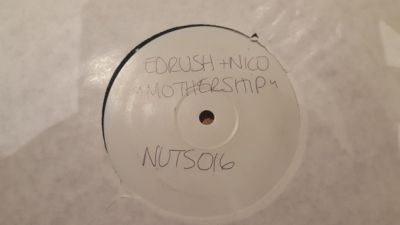 EDRUSH + NICO
"MOTHERSHIP"
NUTS016